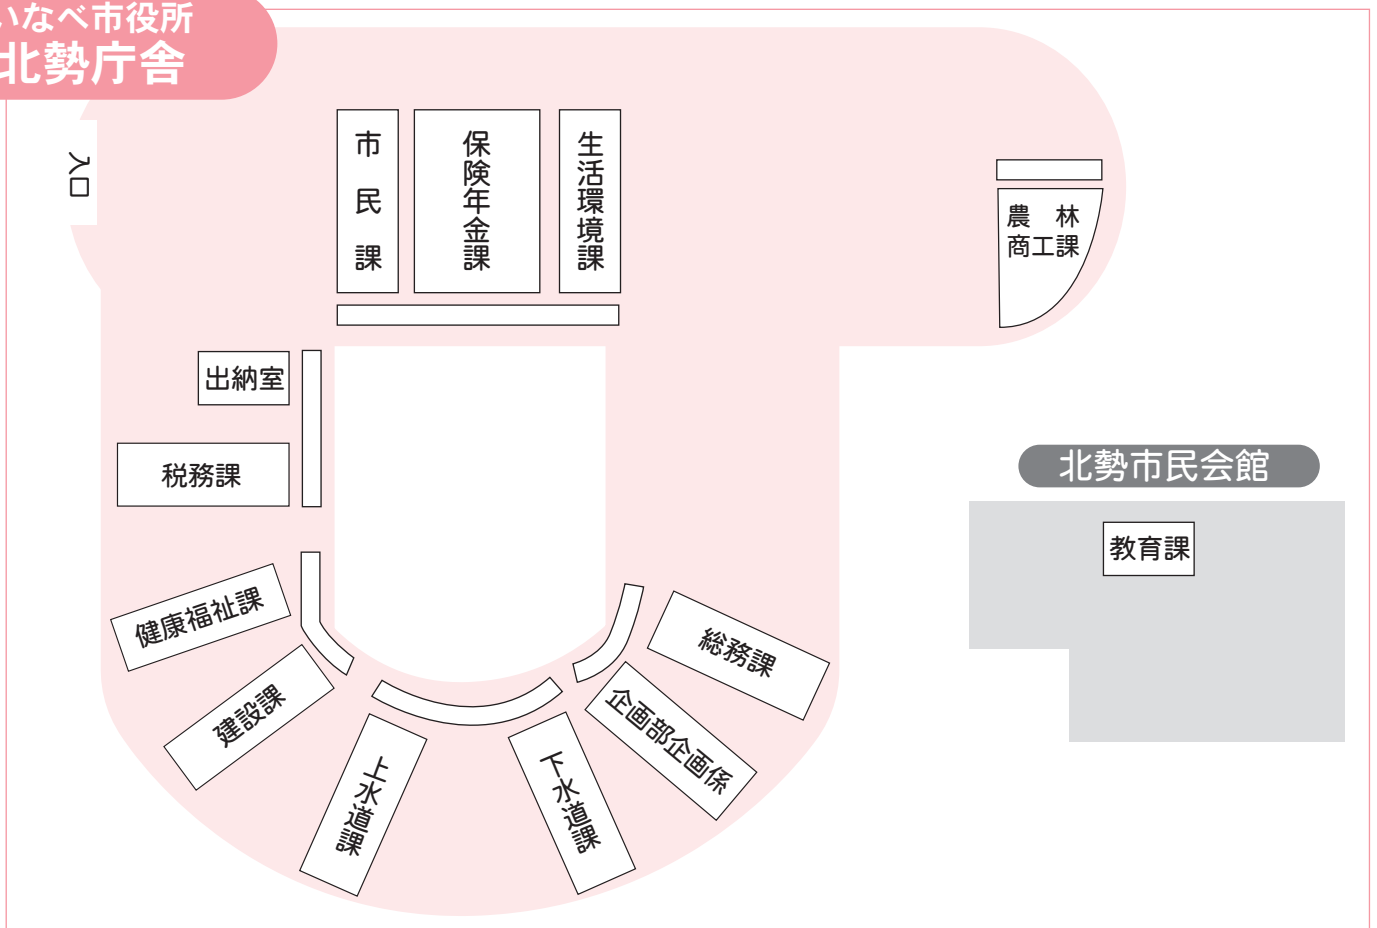 いなべ市役所
北勢庁舎
入口
市民課
保険年金課
生活環境課
農　林
商工課
出納室
税務課
健康福祉課
建設課
上水道課
下水道課
企画部企画係
総務課
北勢市民会館
教育課